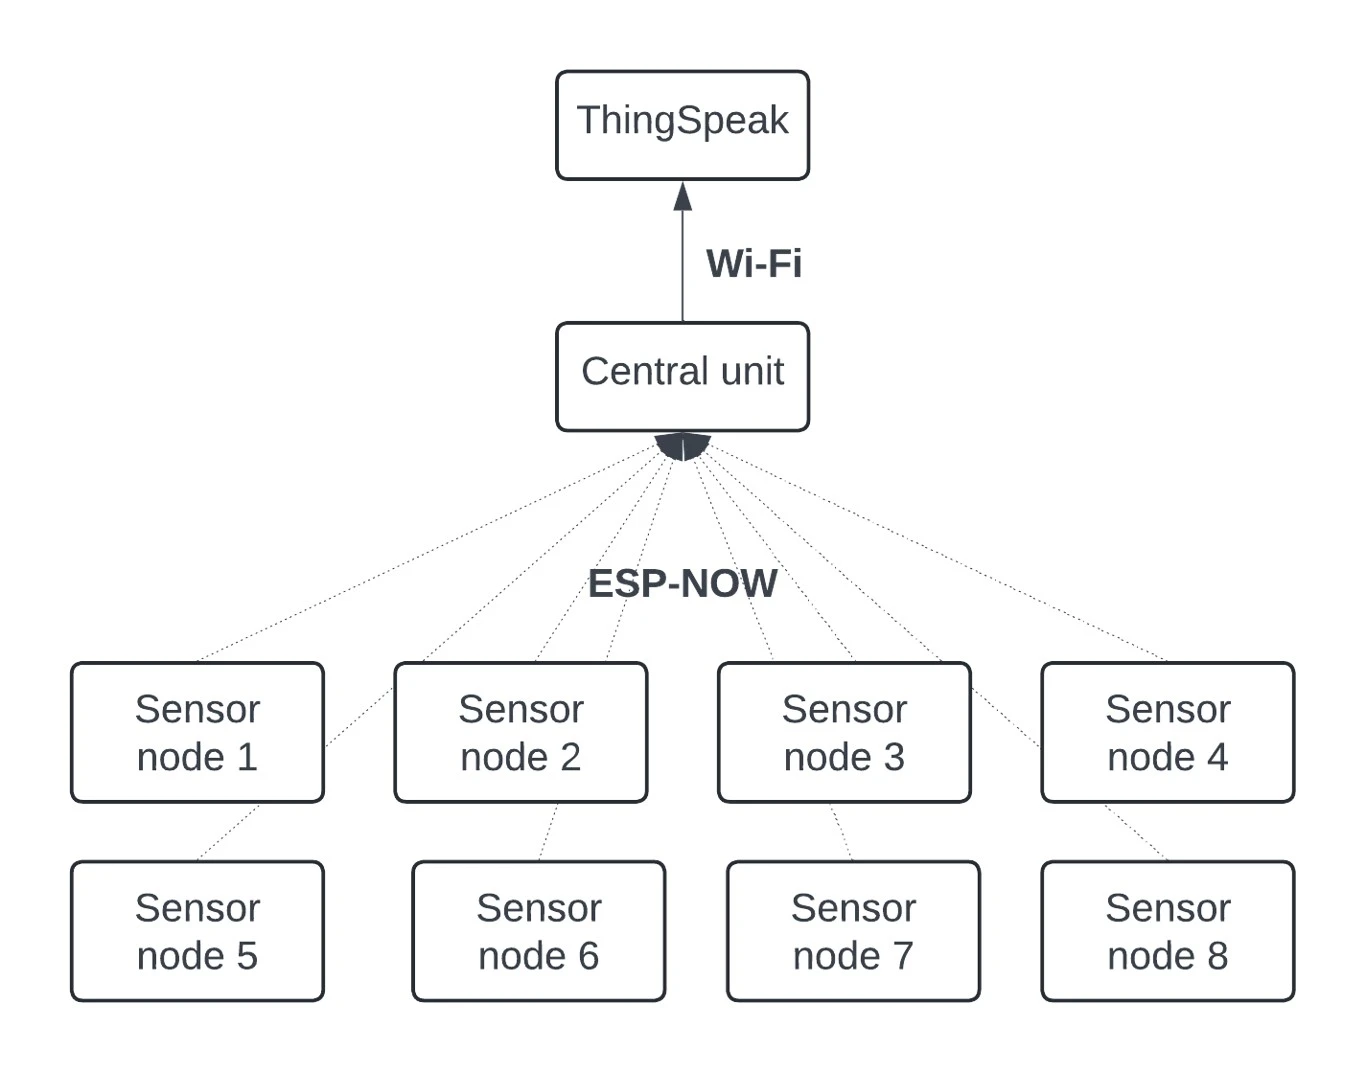 ThingSpeak
Wi-Fi
Central unit
ESP-NOW
Sensor
node 1
Sensor
node 2
Sensor
node 3
Sensor
node 4
Sensor
node 5
Sensor
node 6
Sensor
node 7
Sensor
node 8